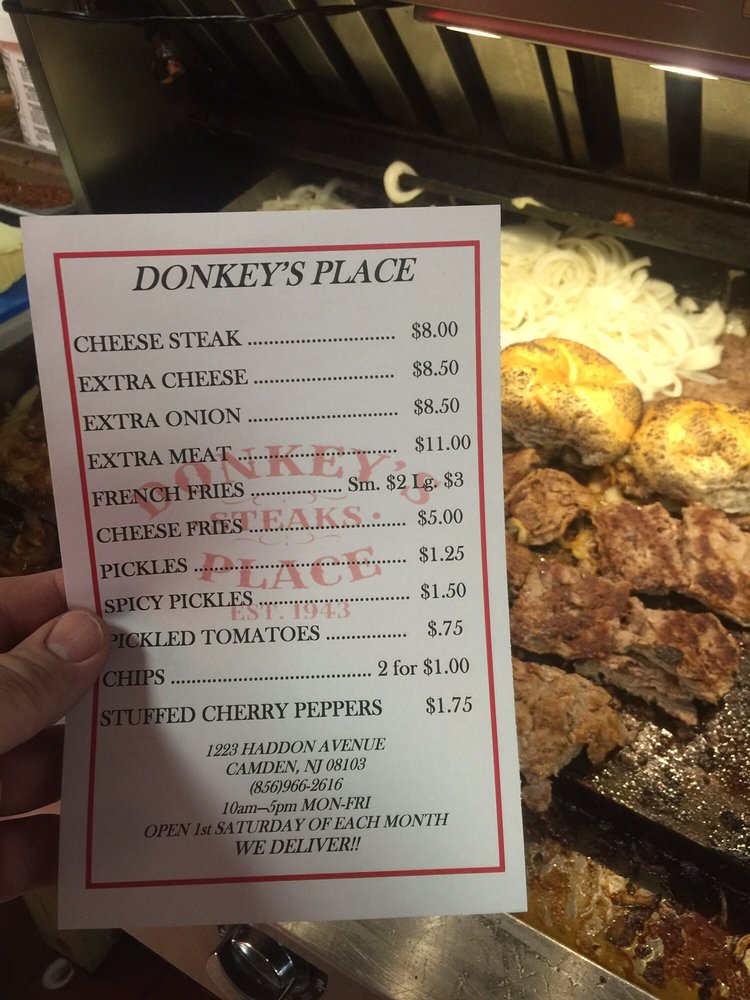 DONKEY'S PLACE
CHEESE STEAK ............................ $8.00
EXTRA CHEESE ........................... $8.50
EXTRA ONION ............................. $8.50
EXTRA MEAT .............................. $11.00
FRENCH FRIES ................. Sm. $2 Lg. $3
CHEESE FRIES ............................... $5.00
PICKLES ........................................ $1.25
SPICY PICKLES ............................. $1.50
PICKLED TOMATOES ............... $.75
CHIPS ...................................... 2 for $1.00
STUFFED CHERRY PEPPERS $1.75
DONKEY'S
STEAKS
PLACE
EST. 1943
1223 HADDON AVENUE
CAMDEN, NJ 08103
(856)966-2616
10am–5pm MON-FRI
OPEN 1st SATURDAY OF EACH MONTH
WE DELIVER!!